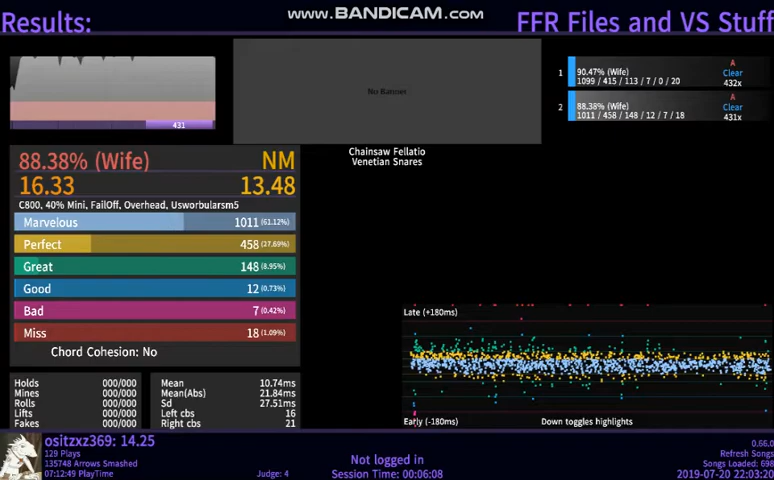 www.BANDICAM.com
Results:
FFR Files and VS Stuff
431
No Banner
1 90.47% (Wife) A
Clear
1099 / 415 / 113 / 7 / 0 / 20 432x
2 88.38% (Wife) A
Clear
1011 / 458 / 148 / 12 / 7 / 18 431x
Chainsaw Fellatio
Venetian Snares
88.38% (Wife) NM
16.33 13.48
C800, 40% Mini, FailOff, Overhead, Usworbularsm5
Marvelous 1011 (61.12%)
Perfect 458 (27.69%)
Great 148 (8.95%)
Good 12 (0.73%)
Bad 7 (0.42%)
Miss 18 (1.09%)
Chord Cohesion: No
Holds 000/000
Mines 000/000
Rolls 000/000
Lifts 000/000
Fakes 000/000
Mean 10.74ms
Mean(Abs) 21.84ms
Sd 27.51ms
Left cbs 16
Right cbs 21
Late (+180ms)
Early (-180ms)
Down toggles highlights
ositzxz369: 14.25
129 Plays
135748 Arrows Smashed
07:12:49 PlayTime
Judge: 4
Not logged in
Session Time: 00:06:08
0.66.0
Refresh Songs
Songs Loaded: 698
2019-07-20 22:03:20